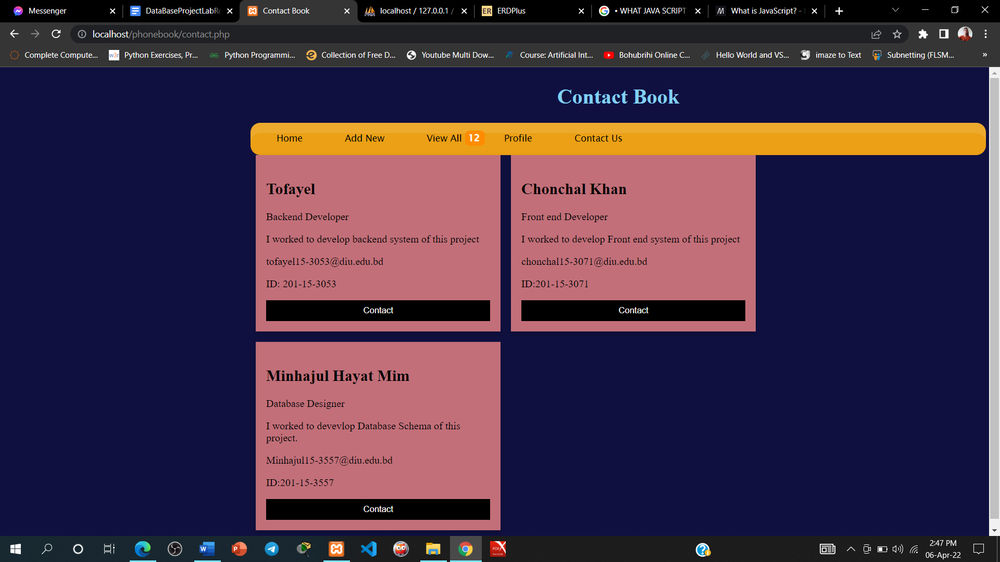 Messenger
DataBaseProjectLabRe
Contact Book
localhost / 127.0.0.1 /
ER ERDPlus
• WHAT JAVA SCRIPT
What is JavaScript? -
localhost/phonebook/contact.php
Complete Compute...
w3r Python Exercises, Pr...
Python Programmi...
Collection of Free D...
Youtube Multi Dow...
Course: Artificial Int...
Bohubrihi Online C...
Hello World and VS...
imaze to Text
Subnetting (FLSM...
»
Contact Book
Home
Add New
View All 12
Profile
Contact Us
Tofayel
Backend Developer
I worked to develop backend system of this project
tofayel15-3053@diu.edu.bd
ID: 201-15-3053
Contact
Chonchal Khan
Front end Developer
I worked to develop Front end system of this project
chonchal15-3071@diu.edu.bd
ID:201-15-3071
Contact
Minhajul Hayat Mim
Database Designer
I worked to devevlop Database Schema of this
project.
Minhajul15-3557@diu.edu.bd
ID:201-15-3557
Contact
2:47 PM
06-Apr-22